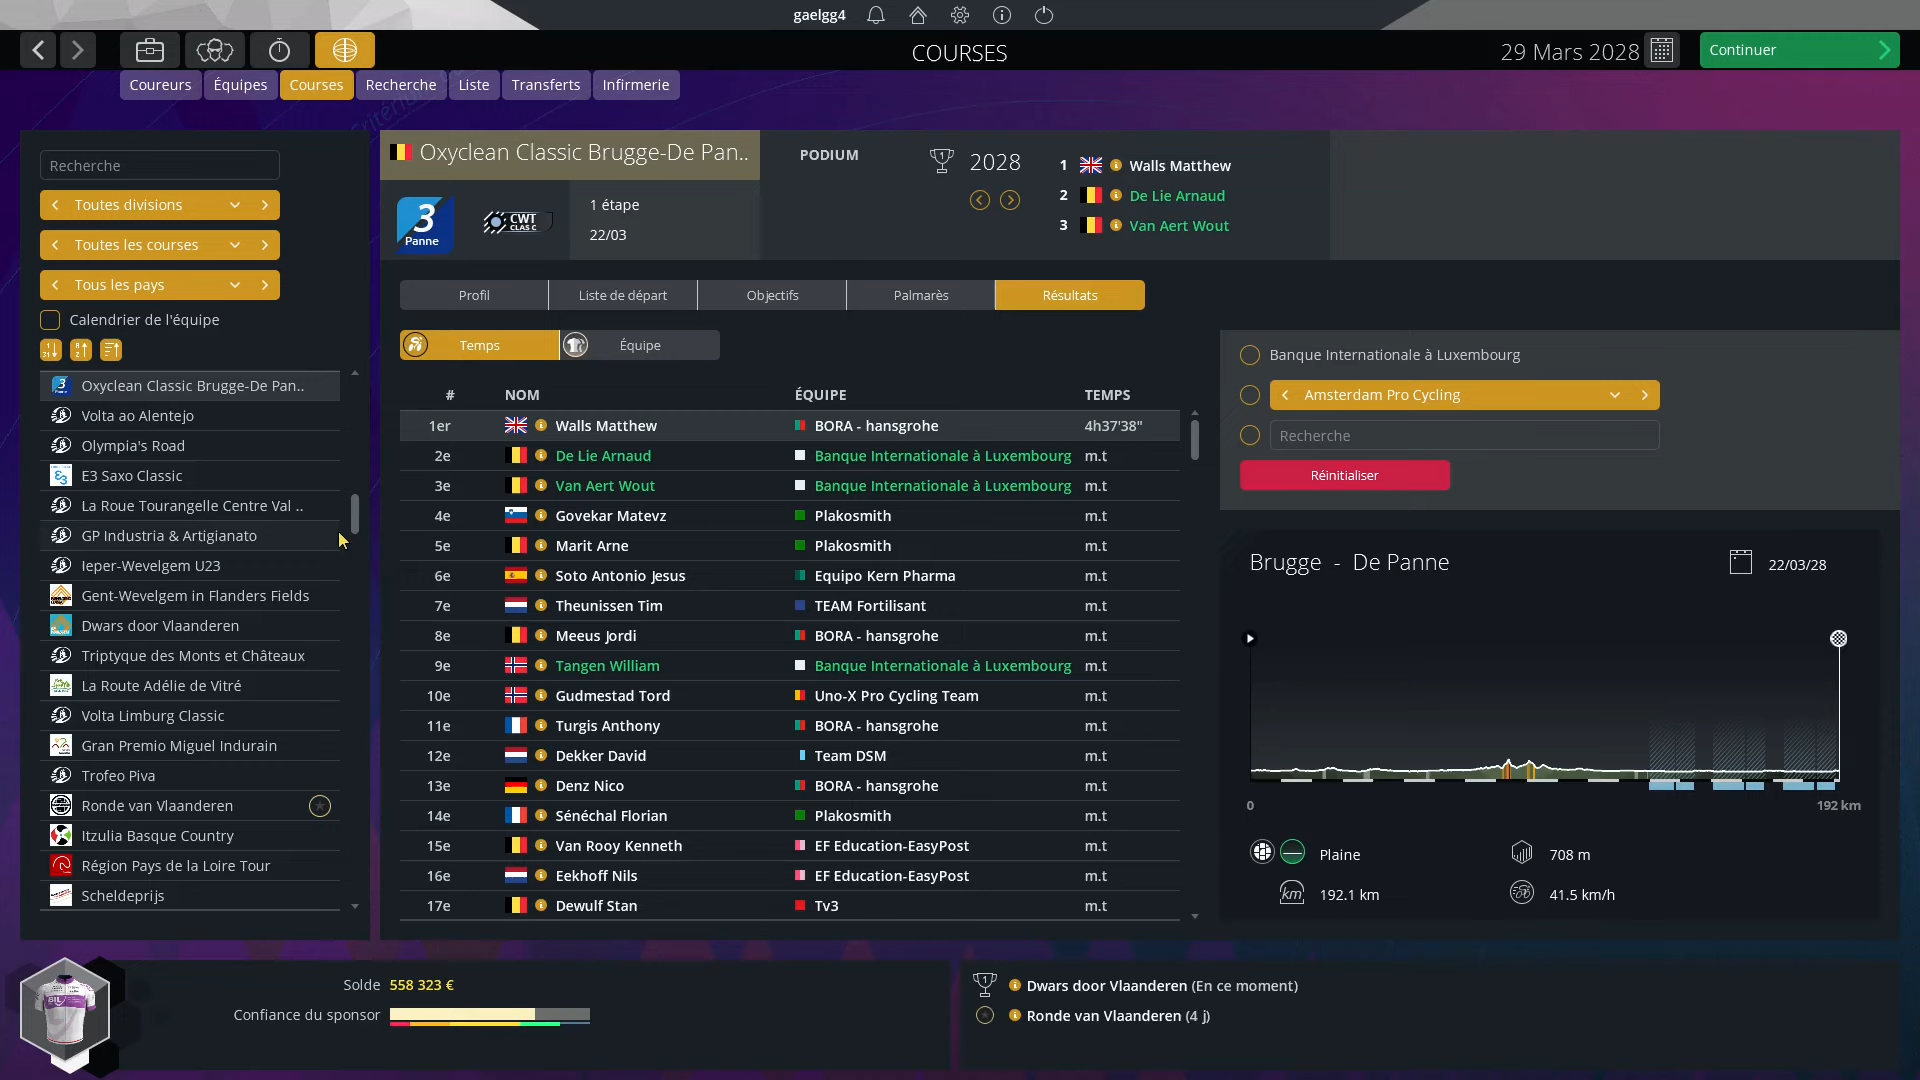 gaelgg4
COURSES
29 Mars 2028
Continuer
Coureurs
Équipes
Courses
Recherche
Liste
Transferts
Infirmerie
Recherche
Toutes divisions
Toutes les courses
Tous les pays
Calendrier de l'équipe
Oxyclean Classic Brugge-De Pan..
Volta ao Alentejo
Olympia's Road
E3 Saxo Classic
La Roue Tourangelle Centre Val ..
GP Industria & Artigianato
Ieper-Wevelgem U23
Gent-Wevelgem in Flanders Fields
Dwars door Vlaanderen
Triptyque des Monts et Châteaux
La Route Adélie de Vitré
Volta Limburg Classic
Gran Premio Miguel Indurain
Trofeo Piva
Ronde van Vlaanderen
Itzulia Basque Country
Région Pays de la Loire Tour
Scheldeprijs
Oxyclean Classic Brugge-De Pan..
3
Panne
CWT
CLAS C
1 étape
22/03
PODIUM
2028
1 Walls Matthew
2 De Lie Arnaud
3 Van Aert Wout
Profil
Liste de départ
Objectifs
Palmarès
Résultats
Temps
Équipe
# NOM ÉQUIPE TEMPS
1er Walls Matthew BORA - hansgrohe 4h37'38"
2e De Lie Arnaud Banque Internationale à Luxembourg m.t
3e Van Aert Wout Banque Internationale à Luxembourg m.t
4e Govekar Matevz Plakosmith m.t
5e Marit Arne Plakosmith m.t
6e Soto Antonio Jesus Equipo Kern Pharma m.t
7e Theunissen Tim TEAM Fortilisant m.t
8e Meeus Jordi BORA - hansgrohe m.t
9e Tangen William Banque Internationale à Luxembourg m.t
10e Gudmestad Tord Uno-X Pro Cycling Team m.t
11e Turgis Anthony BORA - hansgrohe m.t
12e Dekker David Team DSM m.t
13e Denz Nico BORA - hansgrohe m.t
14e Sénéchal Florian Plakosmith m.t
15e Van Rooy Kenneth EF Education-EasyPost m.t
16e Eekhoff Nils EF Education-EasyPost m.t
17e Dewulf Stan Tv3 m.t
Banque Internationale à Luxembourg
Amsterdam Pro Cycling
Recherche
Réinitialiser
Brugge - De Panne
22/03/28
0
192 km
Plaine
708 m
km 192.1 km
41.5 km/h
Solde 558 323 €
Confiance du sponsor
Dwars door Vlaanderen (En ce moment)
Ronde van Vlaanderen (4 j)
BIL